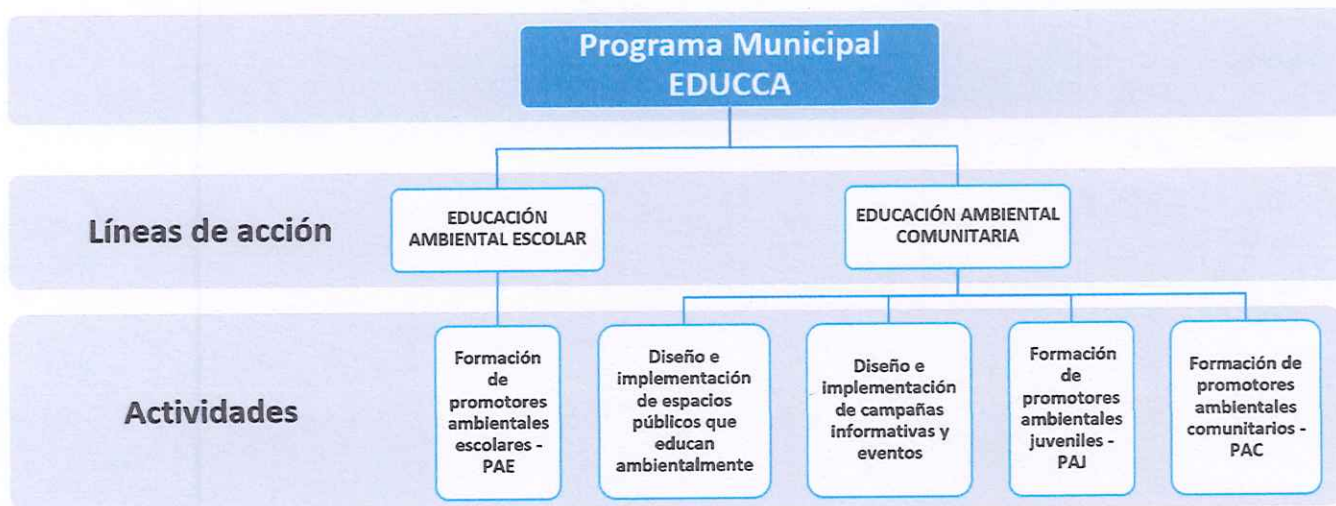 Programa Municipal
EDUCCA
Líneas de acción
EDUCACIÓN
AMBIENTAL ESCOLAR
EDUCACIÓN AMBIENTAL
COMUNITARIA
Actividades
Formación
de
promotores
ambientales
escolares -
PAE
Diseño e
implementación
de espacios
públicos que
educan
ambientalmente
Diseño e
implementación
de campañas
informativas y
eventos
Formación
de
promotores
ambientales
juveniles -
PAJ
Formación de
promotores
ambientales
comunitarios -
PAC